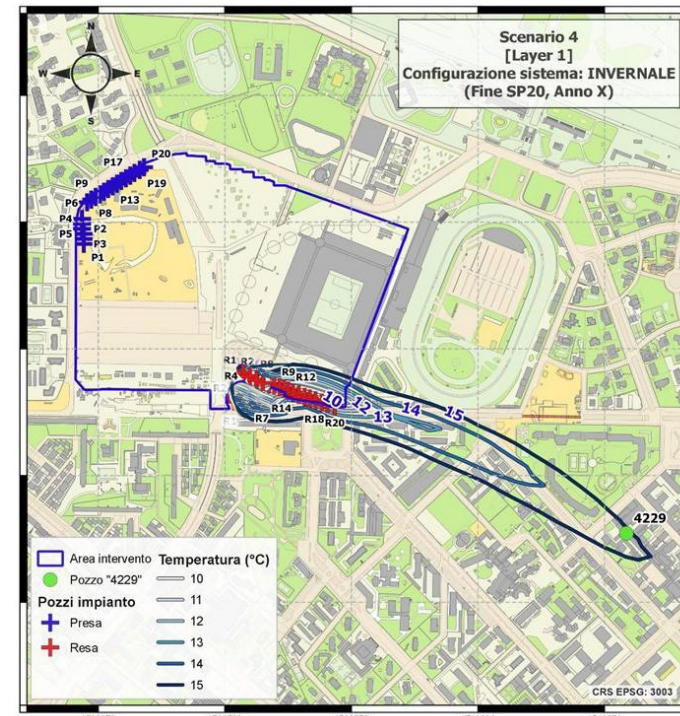 Scenario 4
[Layer 1]
Configurazione sistema: INVERNALE
(Fine SP20, Anno X)
N
W
E
S
P20
P17
P19
P9
P13
P6
P8
P4
P2
P5
P3
P1
R1
R2
R4
R9
R12
10
12
14
15
13
R14
R7
R18
R20
4229
Area intervento
Pozzo "4229"
Pozzi impianto
Presa
Resa
Temperatura (°C)
10
11
12
13
14
15
CRS EPSG: 3003